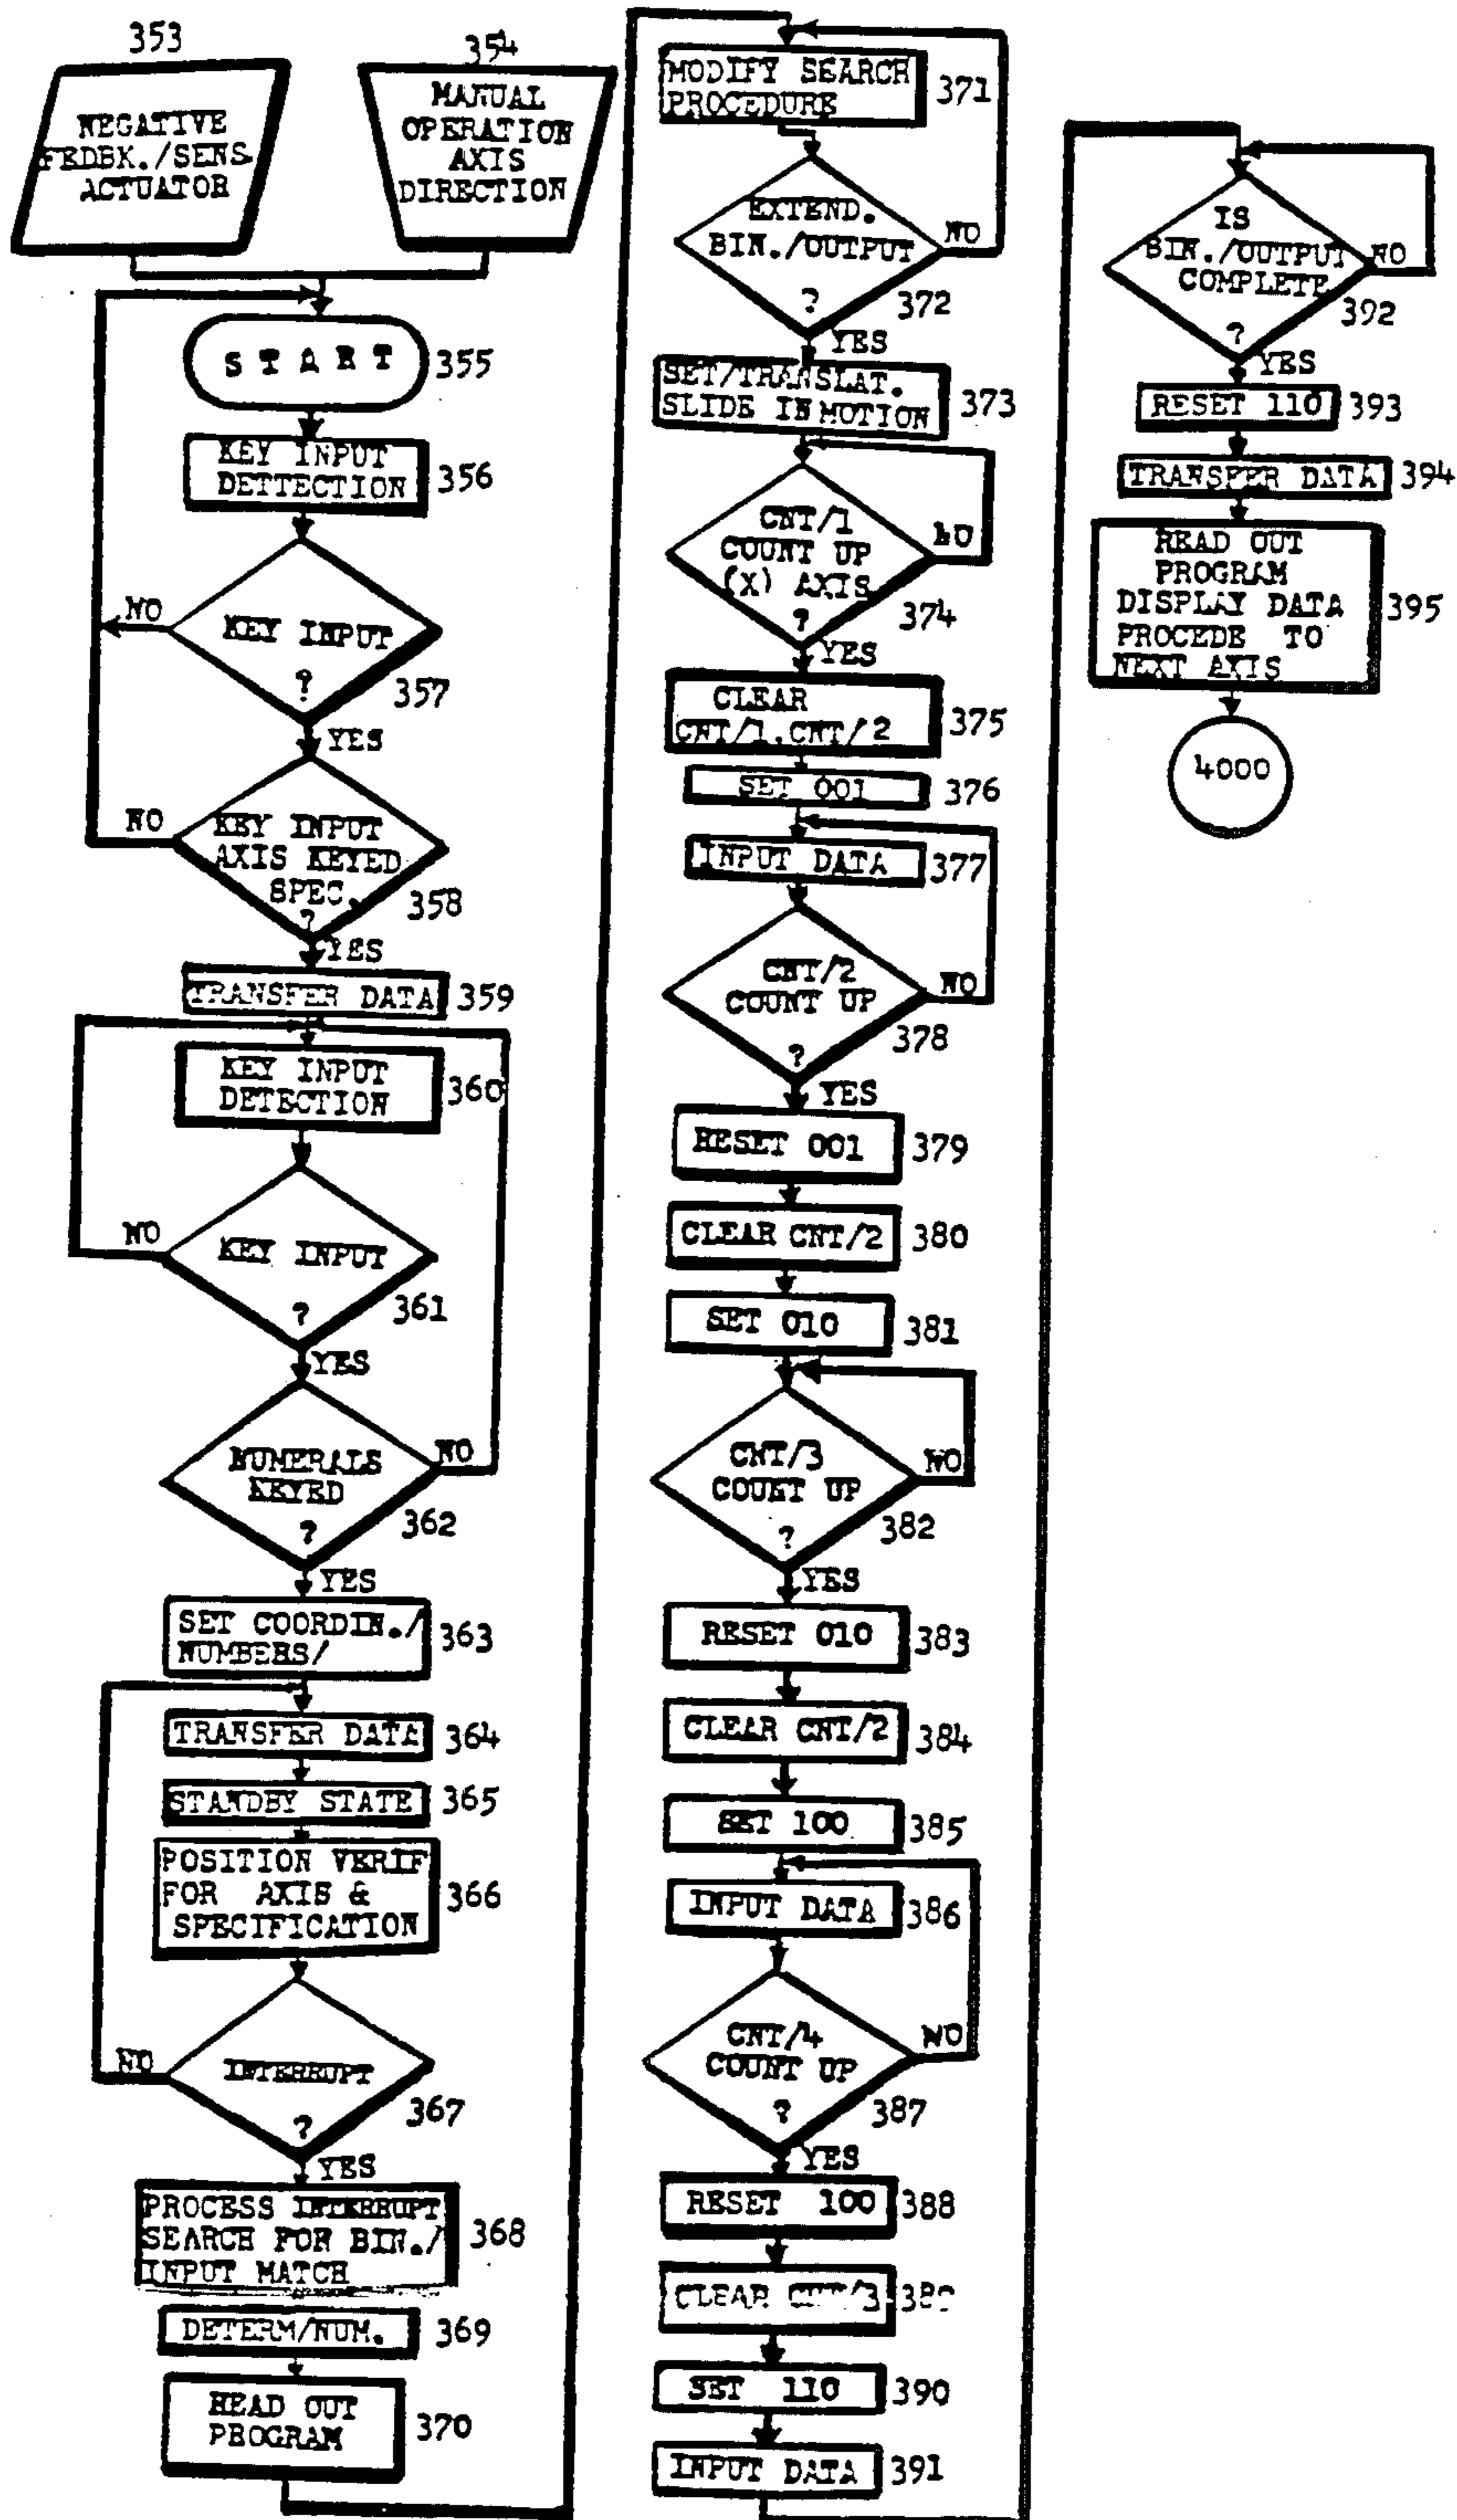 353
NEGATIVE
FEDBK./SENS.
ACTUATOR
354
MANUAL
OPERATION
AXIS
DIRECTION
START
355
KEY INPUT
DETTECTION
356
NO
KEY INPUT
?
357
YES
NO
KEY INPUT
AXIS KEYED
SPEC.
?
358
YES
TRANSFER DATA
359
KEY INPUT
DETECTION
360
NO
KEY INPUT
?
361
YES
NUMERALS
KEYED
?
NO
362
YES
SET COORDIN./
NUMBERS/
363
TRANSFER DATA
364
STANDBY STATE
365
POSITION VERIF
FOR AXIS &
SPECIFICATION
366
NO
INTERRUPT
?
367
YES
PROCESS INTERRUPT
SEARCH FOR BIN./
INPUT MATCH
368
DETERM/NUM.
369
READ OUT
PROGRAM
370
MODIFY SEARCH
PROCEDURE
371
EXTEND.
BIN./OUTPUT
?
NO
372
YES
SET/TRANSLAT.
SLIDE IN MOTION
373
CNT/1
COUNT UP
(X) AXIS
?
NO
374
YES
CLEAR
CNT/1.CNT/2
375
SET 001
376
INPUT DATA
377
CNT/2
COUNT UP
?
NO
378
YES
RESET 001
379
CLEAR CNT/2
380
SET 010
381
CNT/3
COUNT UP
?
NO
382
YES
RESET 010
383
CLEAR CNT/2
384
SET 100
385
INPUT DATA
386
CNT/4
COUNT UP
?
NO
387
YES
RESET 100
388
CLEAR CNT/3
SET 110
390
INPUT DATA
391
IS
BIN./OUTPUT
COMPLETE
?
NO
392
YES
RESET 110
393
TRANSFER DATA
394
READ OUT
PROGRAM
DISPLAY DATA
PROCEDE TO
NEXT AXIS
395
4000